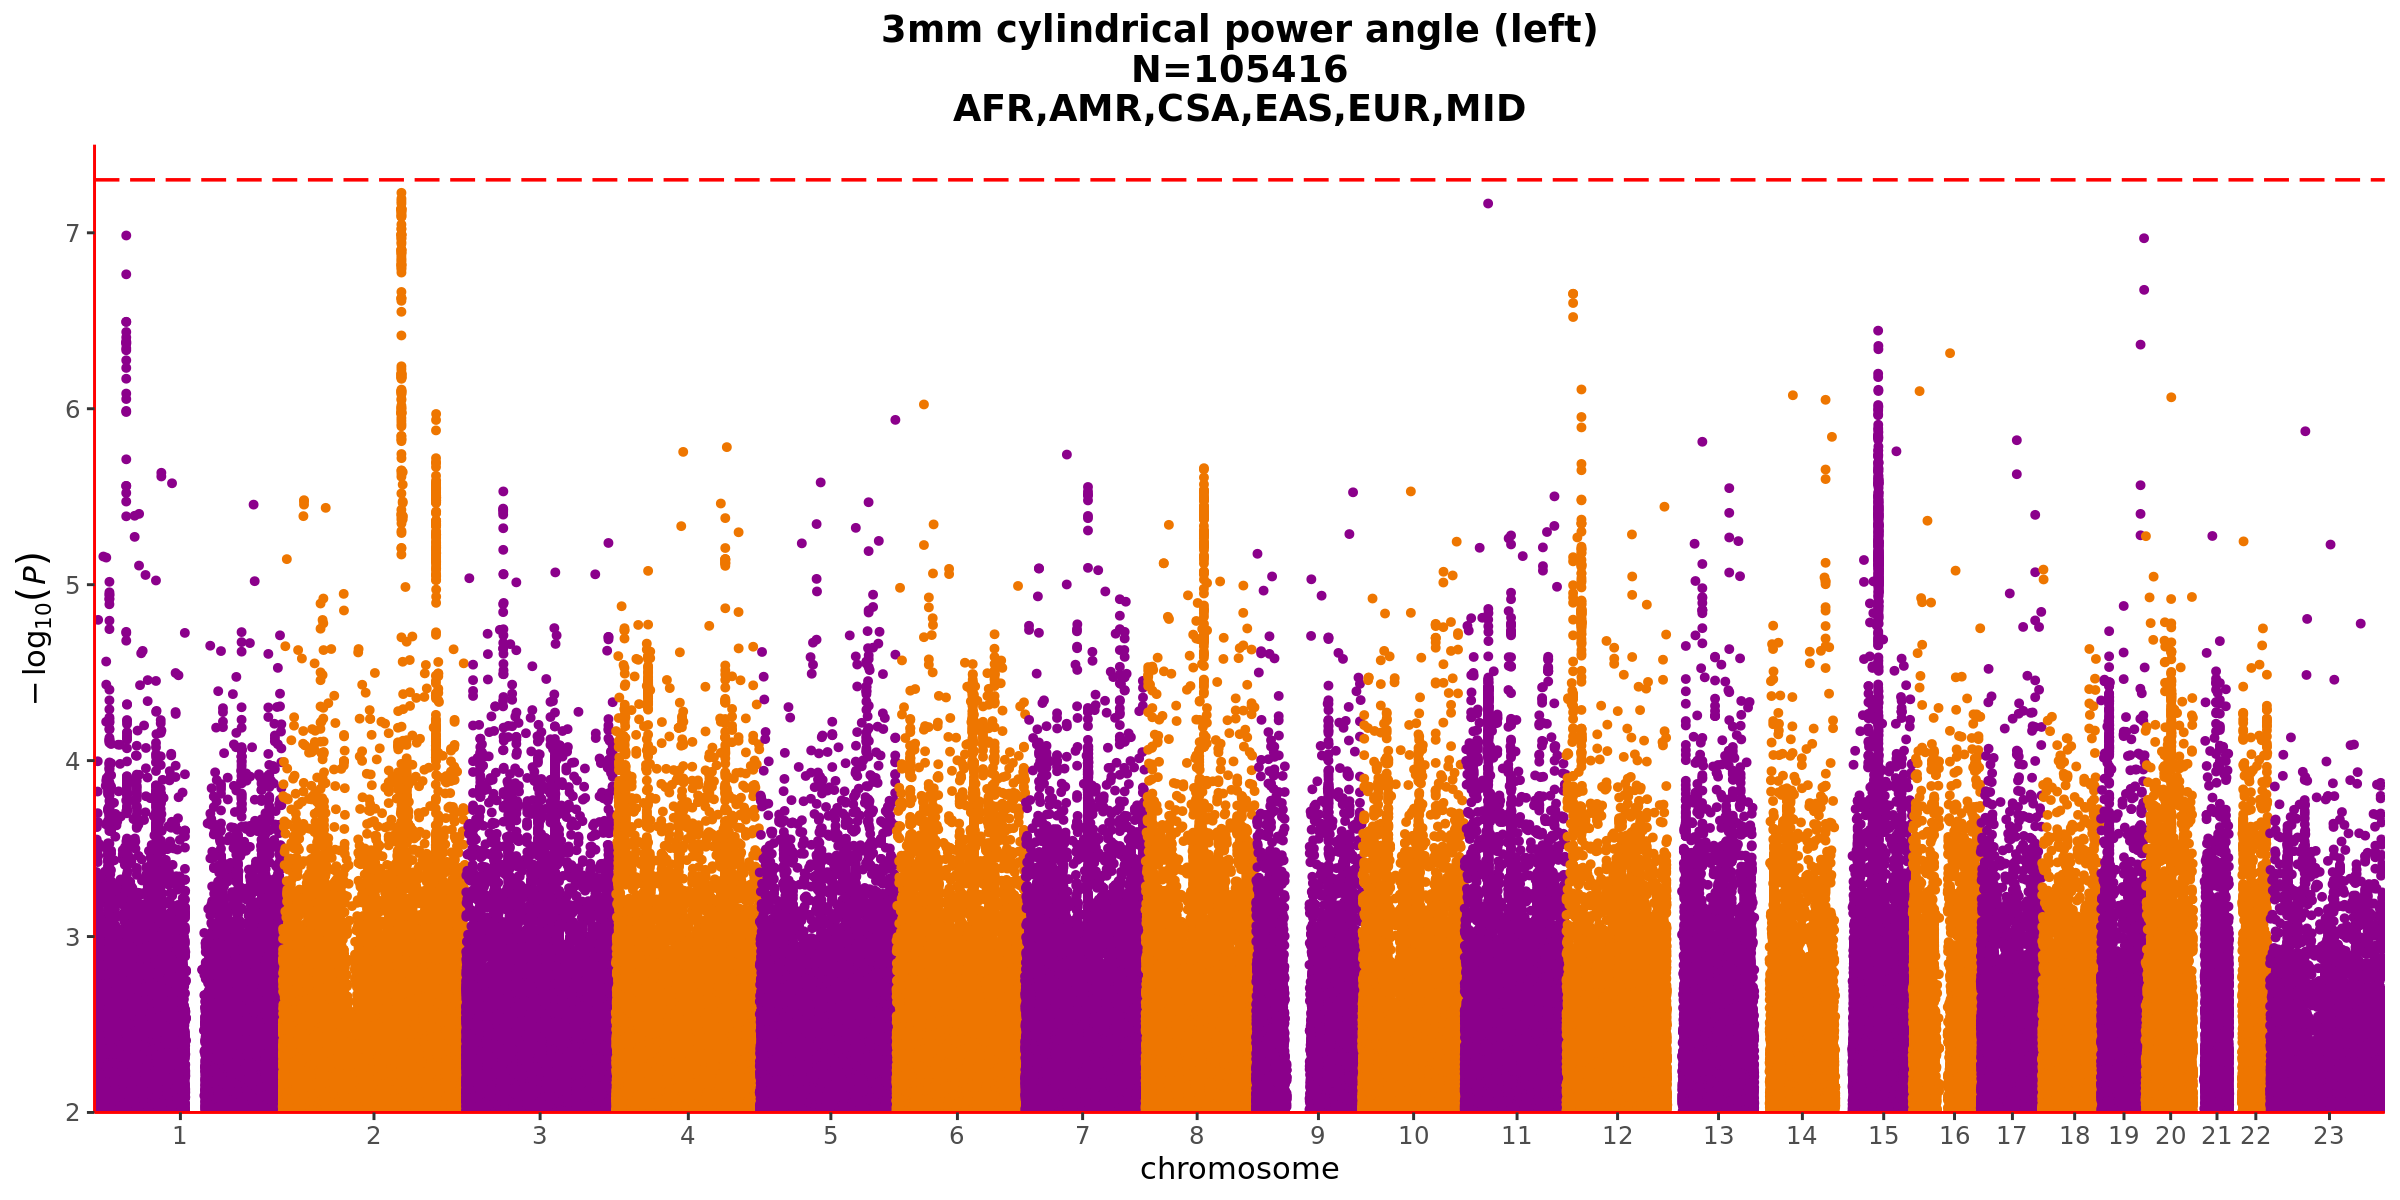 3mm cylindrical power angle (left)
N=105416
AFR,AMR,CSA,EAS,EUR,MID
−log10(P)
7
6
5
4
3
2
1 2 3 4 5 6 7 8 9 10 11 12 13 14 15 16 17 18 19 20 21 22 23
chromosome